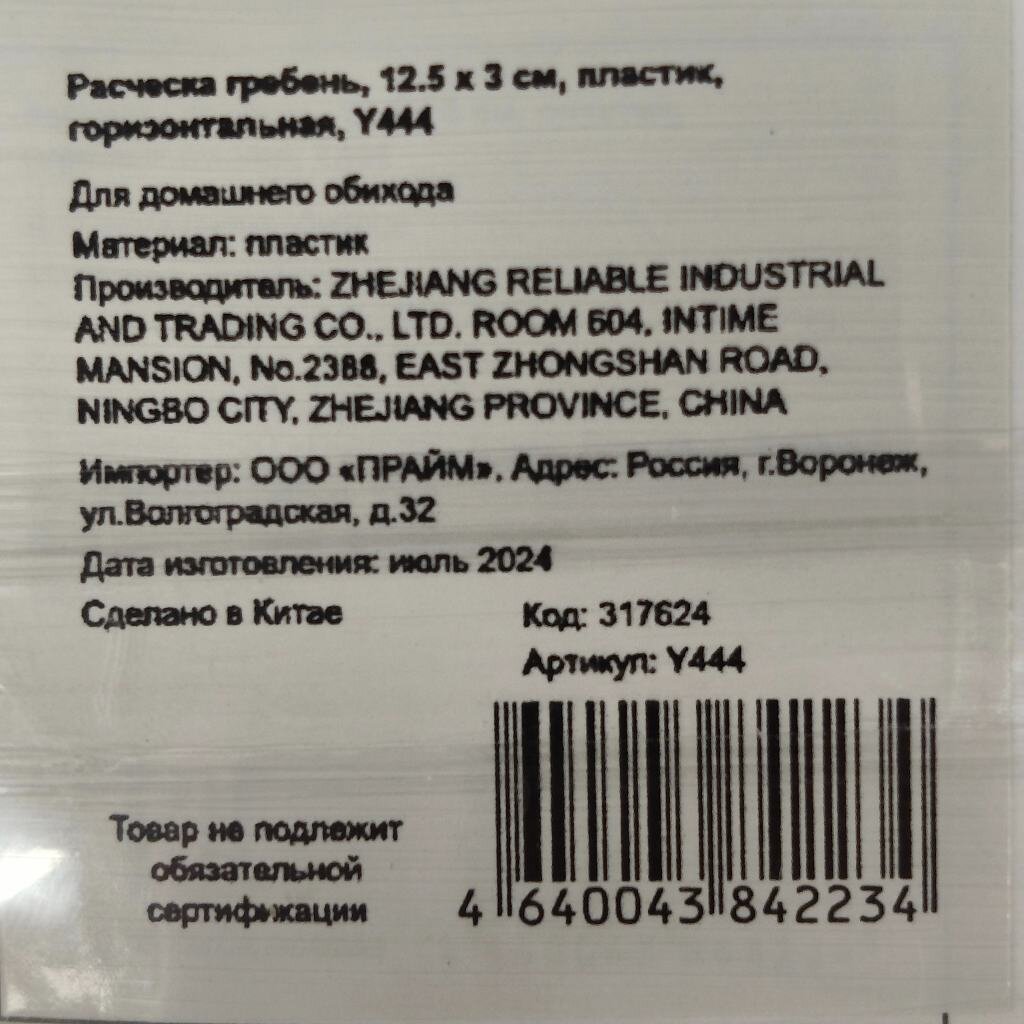 Расческа гребень, 12.5 x 3 см, пластик,
горизонтальная, Y444
Для домашнего обихода
Материал: пластик
Производитель: ZHEJIANG RELIABLE INDUSTRIAL
AND TRADING CO., LTD. ROOM 604, INTIME
MANSION, No.2388, EAST ZHONGSHAN ROAD,
NINGBO CITY, ZHEJIANG PROVINCE, CHINA
Импортер: ООО «ПРАЙМ». Адрес: Россия, г.Воронеж,
ул.Волгоградская, д.32
Дата изготовления: июль 2024
Сделано в Китае
Код: 317624
Артикул: Y444
Товар не подлежит
обязательной
сертификации
4 640043 842234